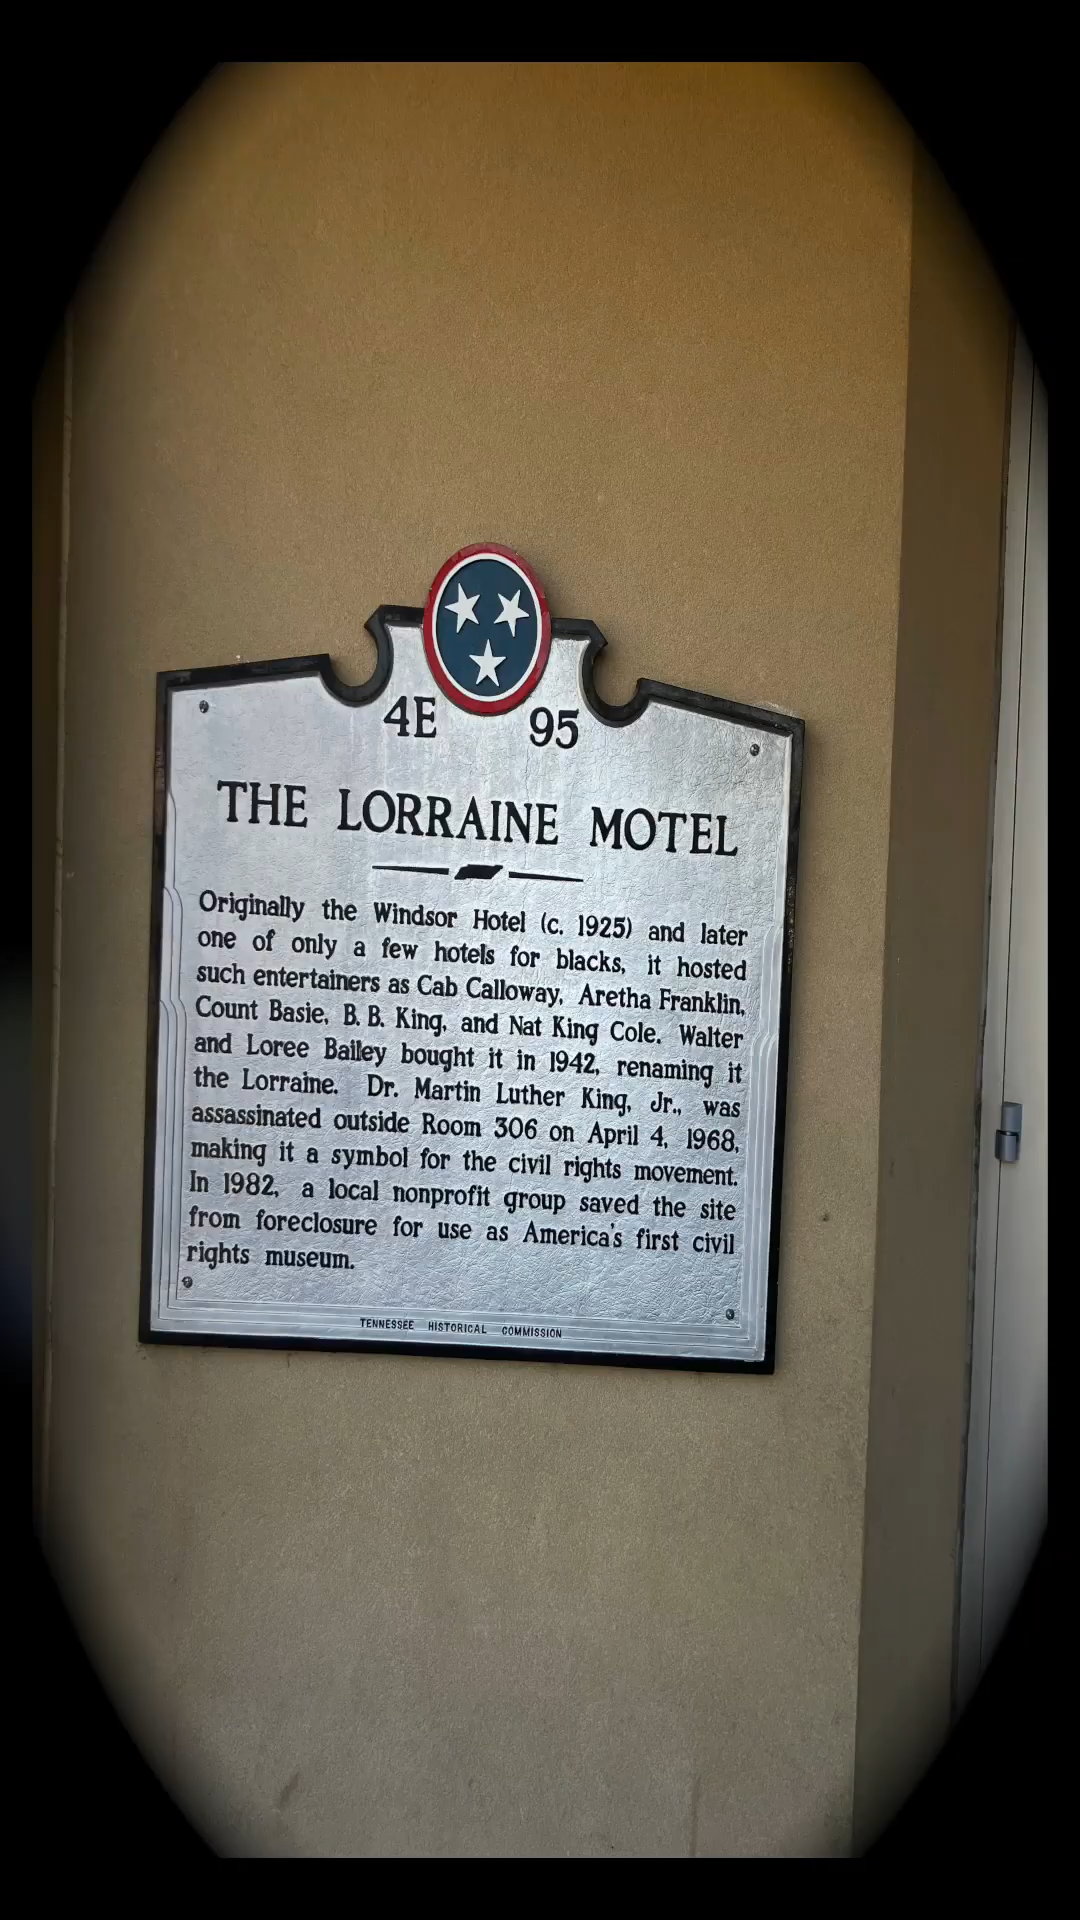 4E 95
THE LORRAINE MOTEL
Originally the Windsor Hotel (c. 1925) and later
one of only a few hotels for blacks, it hosted
such entertainers as Cab Calloway, Aretha Franklin,
Count Basie, B. B. King, and Nat King Cole. Walter
and Loree Bailey bought it in 1942, renaming it
the Lorraine. Dr. Martin Luther King, Jr., was
assassinated outside Room 306 on April 4, 1968,
making it a symbol for the civil rights movement.
In 1982, a local nonprofit group saved the site
from foreclosure for use as America's first civil
rights museum.
TENNESSEE HISTORICAL COMMISSION